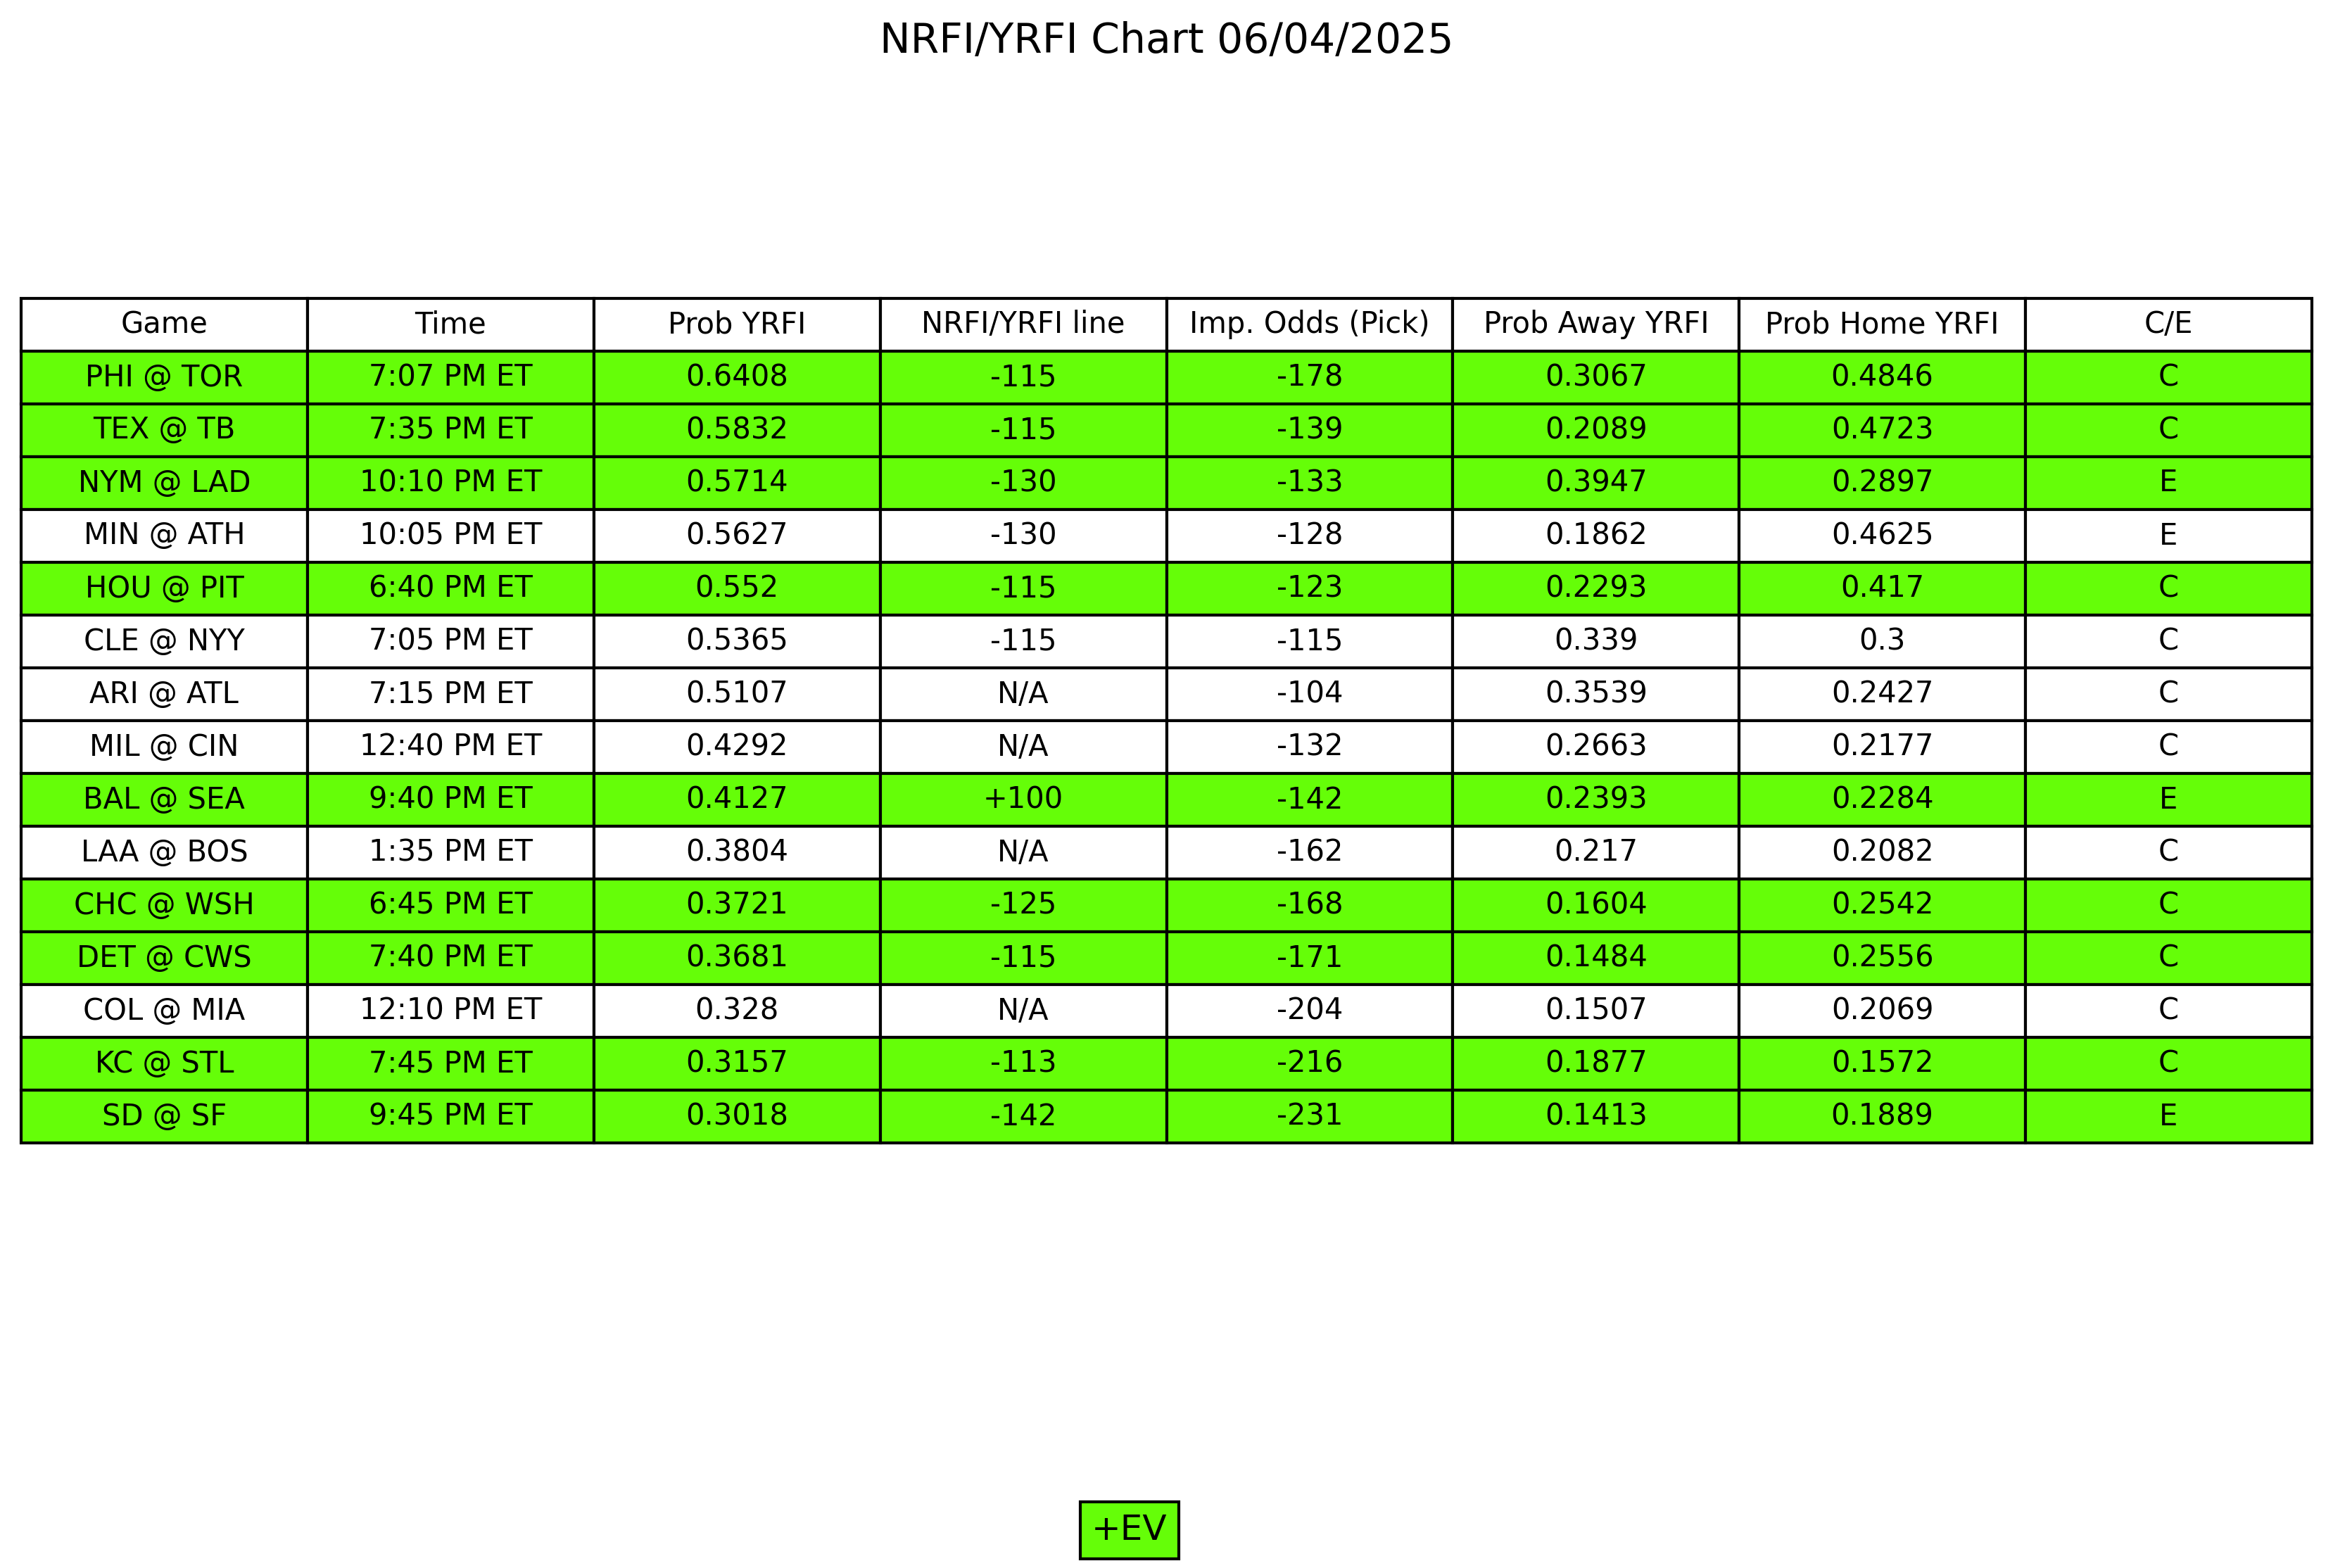 NRFI/YRFI Chart 06/04/2025
Game Time Prob YRFI NRFI/YRFI line Imp. Odds (Pick) Prob Away YRFI Prob Home YRFI C/E
PHI @ TOR 7:07 PM ET 0.6408 -115 -178 0.3067 0.4846 C
TEX @ TB 7:35 PM ET 0.5832 -115 -139 0.2089 0.4723 C
NYM @ LAD 10:10 PM ET 0.5714 -130 -133 0.3947 0.2897 E
MIN @ ATH 10:05 PM ET 0.5627 -130 -128 0.1862 0.4625 E
HOU @ PIT 6:40 PM ET 0.552 -115 -123 0.2293 0.417 C
CLE @ NYY 7:05 PM ET 0.5365 -115 -115 0.339 0.3 C
ARI @ ATL 7:15 PM ET 0.5107 N/A -104 0.3539 0.2427 C
MIL @ CIN 12:40 PM ET 0.4292 N/A -132 0.2663 0.2177 C
BAL @ SEA 9:40 PM ET 0.4127 +100 -142 0.2393 0.2284 E
LAA @ BOS 1:35 PM ET 0.3804 N/A -162 0.217 0.2082 C
CHC @ WSH 6:45 PM ET 0.3721 -125 -168 0.1604 0.2542 C
DET @ CWS 7:40 PM ET 0.3681 -115 -171 0.1484 0.2556 C
COL @ MIA 12:10 PM ET 0.328 N/A -204 0.1507 0.2069 C
KC @ STL 7:45 PM ET 0.3157 -113 -216 0.1877 0.1572 C
SD @ SF 9:45 PM ET 0.3018 -142 -231 0.1413 0.1889 E
+EV